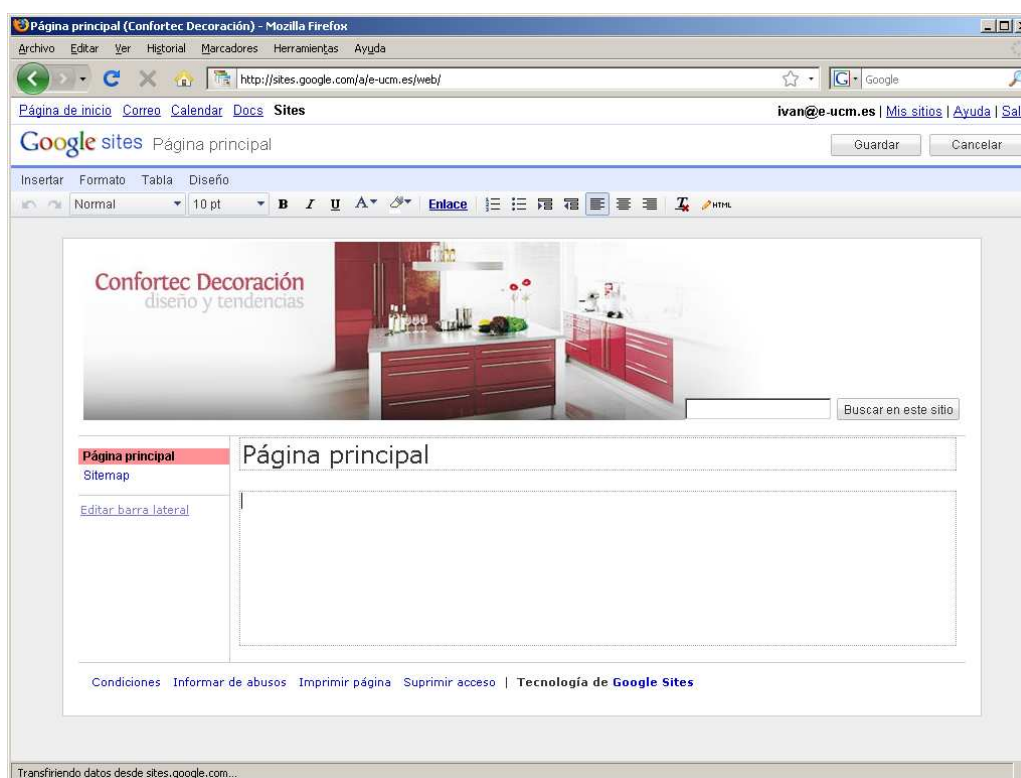 Página principal (Confortec Decoración) - Mozilla Firefox
Archivo Editar Ver Historial Marcadores Herramientas Ayuda
http://sites.google.com/a/e-ucm.es/web/ Google
Página de inicio Correo Calendar Docs Sites ivan@e-ucm.es | Mis sitios | Ayuda | Sal
Google sites Página principal Guardar Cancelar
Insertar Formato Tabla Diseño
Normal 10 pt B I U A Enlace HTML
Confortec Decoración
diseño y tendencias
Buscar en este sitio
Página principal
Sitemap
Editar barra lateral
Página principal
Condiciones Informar de abusos Imprimir página Suprimir acceso | Tecnología de Google Sites
Transfiriendo datos desde sites.google.com...